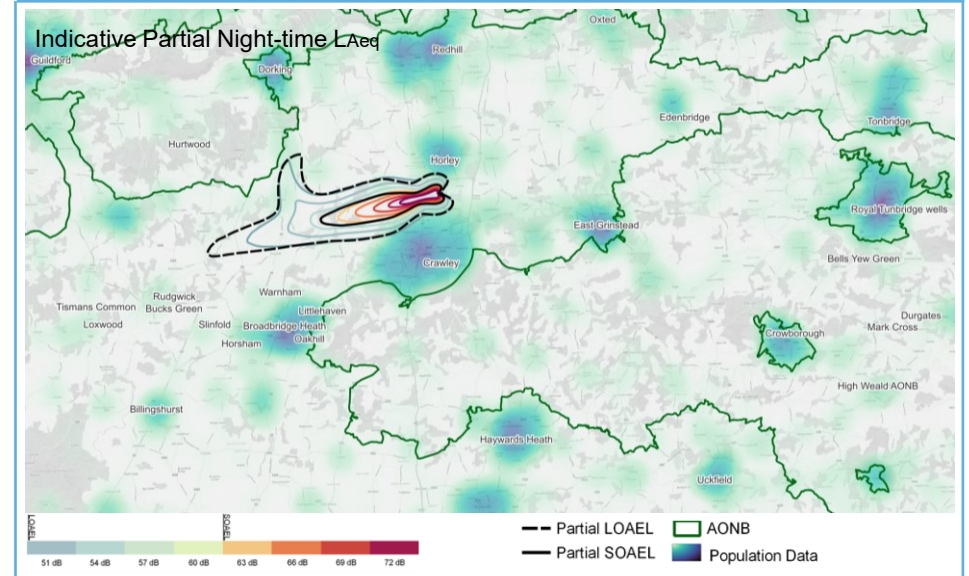 Indicative Partial Night-time LAeq
Oxted
Redhill
Guildford
Dorking
Edenbridge
Tonbridge
Hurtwood
Horley
Royal Tunbridge wells
East Grinstead
Crawley
Bells Yew Green
Warnham
Rudgwick
Tismans Common
Bucks Green
Littlehaven
Durgates
Loxwood
Slinfold
Broadbridge Heath
Mark Cross
Crowborough
Horsham
Oakhill
High Weald AONB
Billingshurst
Haywards Heath
Uckfield
LOAEL
SOAEL
51 dB 54 dB 57 dB 60 dB 63 dB 66 dB 69 dB 72 dB
Partial LOAEL
AONB
Partial SOAEL
Population Data